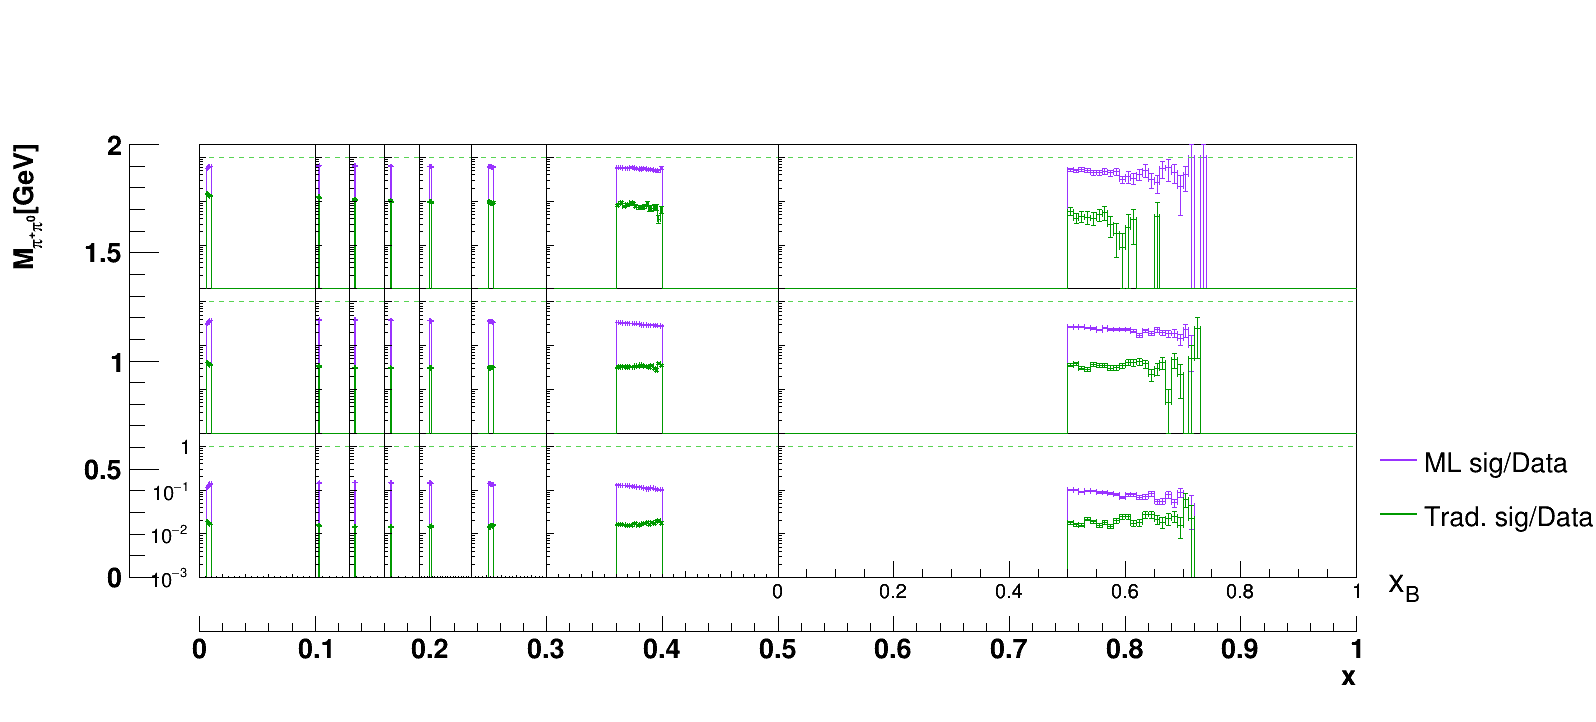 M_{π⁺π⁰}[GeV]
2
1.5
1
0.5
0
1
10⁻¹
10⁻²
10⁻³
ML sig/Data
Trad. sig/Data
0 0.2 0.4 0.6 0.8 1
x_B
0 0.1 0.2 0.3 0.4 0.5 0.6 0.7 0.8 0.9 1
x